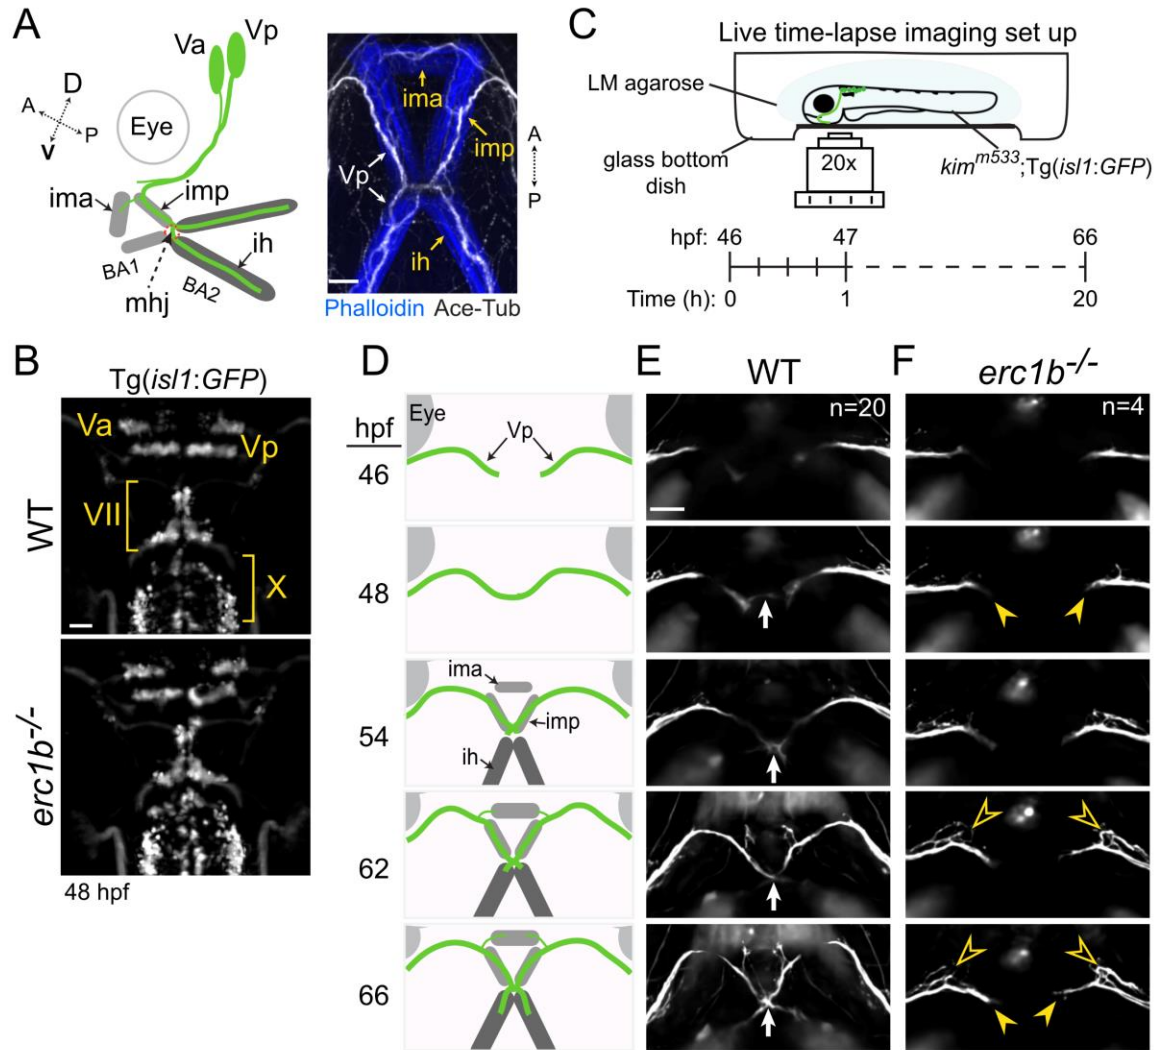 A
Va
Vp
D
A
P
V
Eye
ima
imp
ih
BA1
BA2
mhj
ima
imp
Vp
ih
A
P
Phalloidin Ace-Tub
C
Live time-lapse imaging set up
LM agarose
glass bottom
dish
20x
kim^m533;Tg(isl1:GFP)
hpf: 46 47 66
Time (h): 0 1 20
B
Tg(isl1:GFP)
WT
Va
Vp
VII
X
erc1b-/-
48 hpf
D
hpf
46
48
54
62
66
Eye
Vp
ima
imp
ih
E
WT
n=20
F
erc1b-/-
n=4